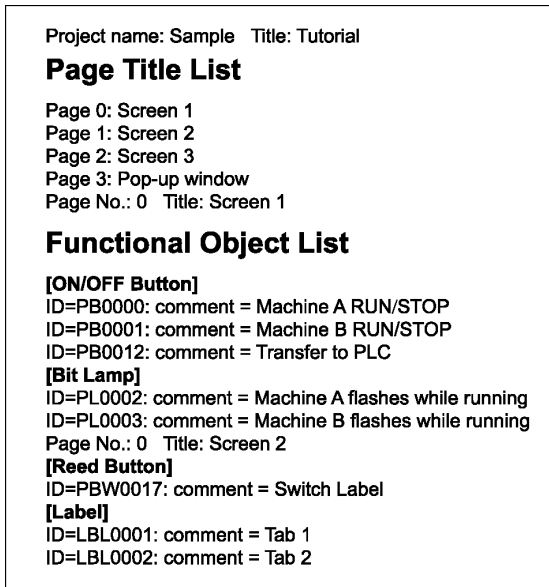 Project name: Sample   Title: Tutorial
Page Title List
Page 0: Screen 1
Page 1: Screen 2
Page 2: Screen 3
Page 3: Pop-up window
Page No.: 0   Title: Screen 1
Functional Object List
[ON/OFF Button]
ID=PB0000: comment = Machine A RUN/STOP
ID=PB0001: comment = Machine B RUN/STOP
ID=PB0012: comment = Transfer to PLC
[Bit Lamp]
ID=PL0002: comment = Machine A flashes while running
ID=PL0003: comment = Machine B flashes while running
Page No.: 0   Title: Screen 2
[Reed Button]
ID=PBW0017: comment = Switch Label
[Label]
ID=LBL0001: comment = Tab 1
ID=LBL0002: comment = Tab 2